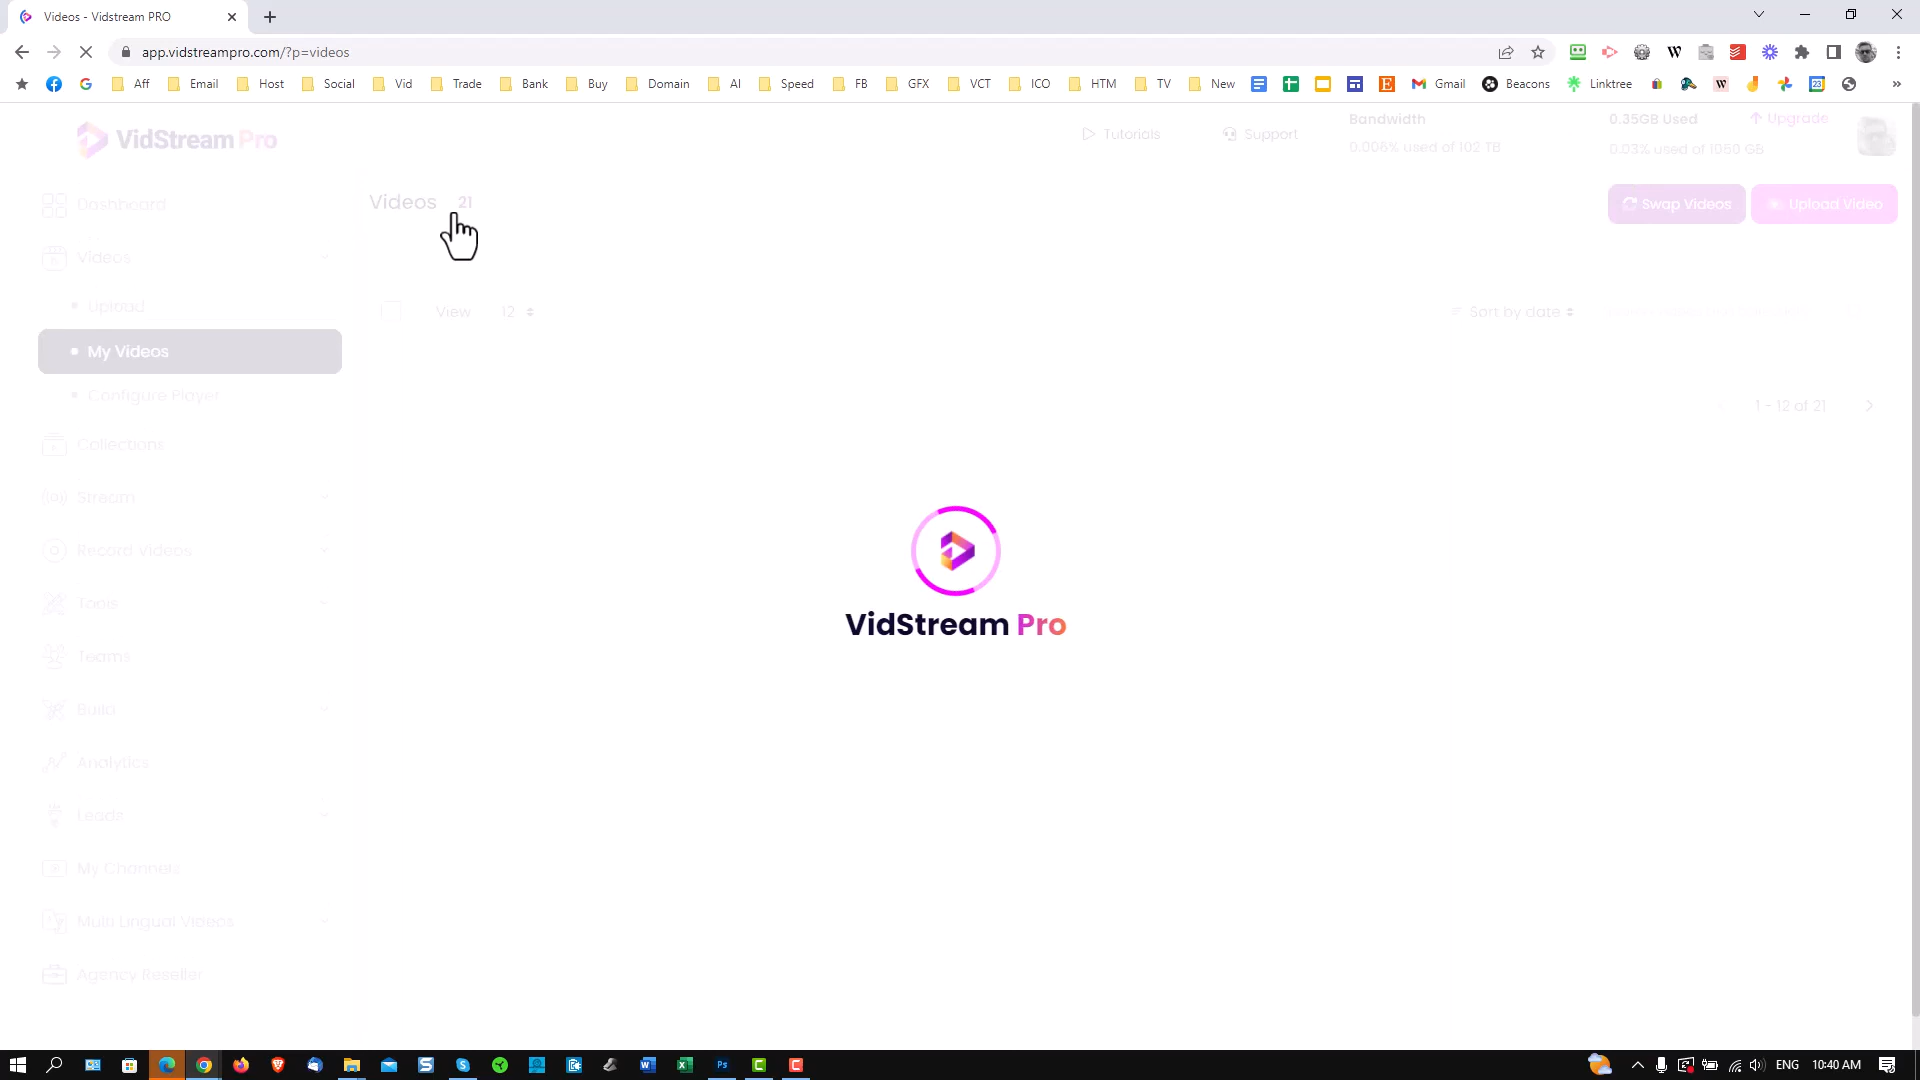 Videos - Vidstream PRO
app.vidstreampro.com/?p=videos
Aff Email Host Social Vid Trade Bank Buy Domain AI Speed FB GFX VCT ICO HTM TV New Gmail Beacons Linktree
VidStream Pro
Tutorials
Support
Bandwidth
0.006% used of 102 TB
0.35GB Used
Upgrade
0.03% used of 1050 GB
Dashboard
Videos
Upload
My Videos
Configure Player
Collections
Stream
Record Videos
Tools
Teams
Build
Analytics
Leads
My Channels
Multi Lingual Videos
Agency Reseller
Videos 21
Swap Videos
Upload Video
View 12
Sort by date
1 - 12 of 21
VidStream Pro
ENG 10:40 AM